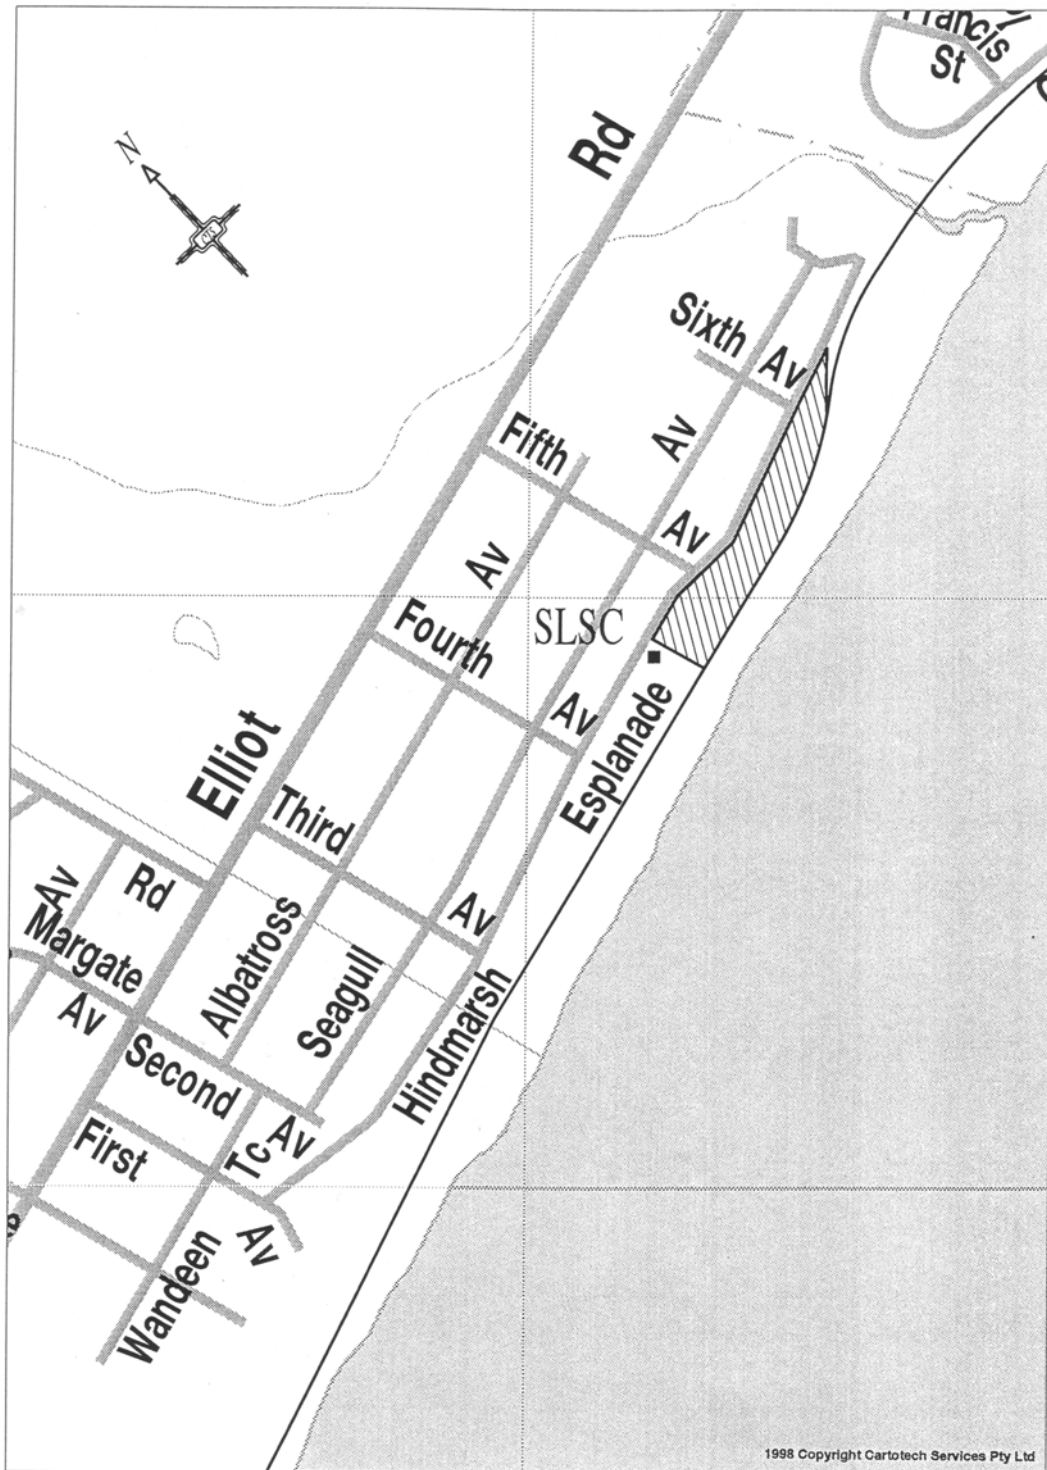 Francis
St
N
Rd
Sixth Av
Fifth Av
Av
Av
Fourth Av
SLSC
Esplanade
Elliot
Third Av
Rd
Av
Margate
Av
Albatross
Seagull
Hindmarsh
Second Av
Tc
First Av
Wandeen
1998 Copyright Cartotech Services Pty Ltd